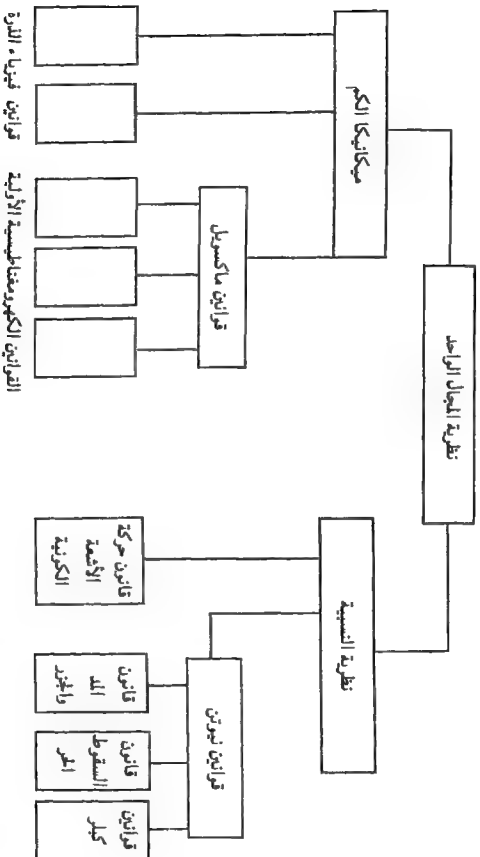 نظرية المجال الواحد
ميكانيكا الكم
نظرية النسبية
قوانين ماكسويل
قوانين نيوتن
قوانين فيزياء الذرة
القوانين الكهرومغناطيسية الأولية
قانون حركة
الأشعة
الكونية
قانون
المد
والجزر
قانون
السقوط
الحر
قوانين
كبلر